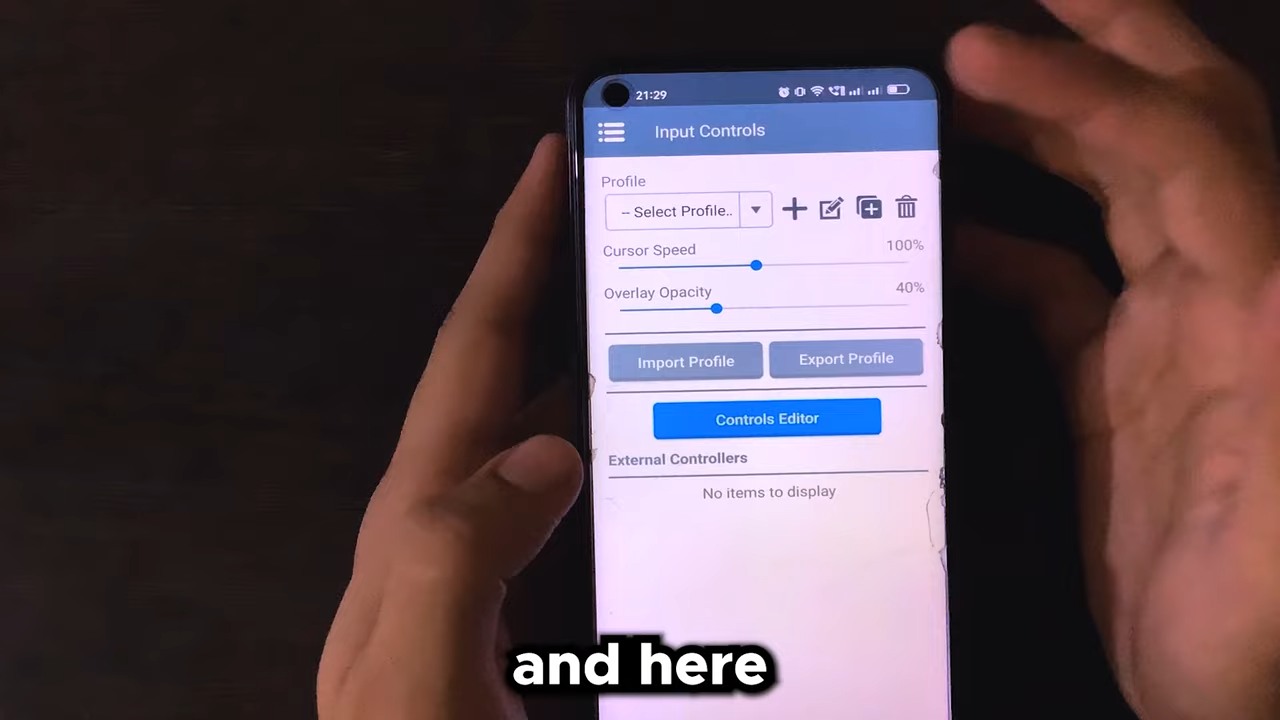 21:29
Input Controls
Profile
-- Select Profile..
Cursor Speed
100%
Overlay Opacity
40%
Import Profile
Export Profile
Controls Editor
External Controllers
No items to display
and here